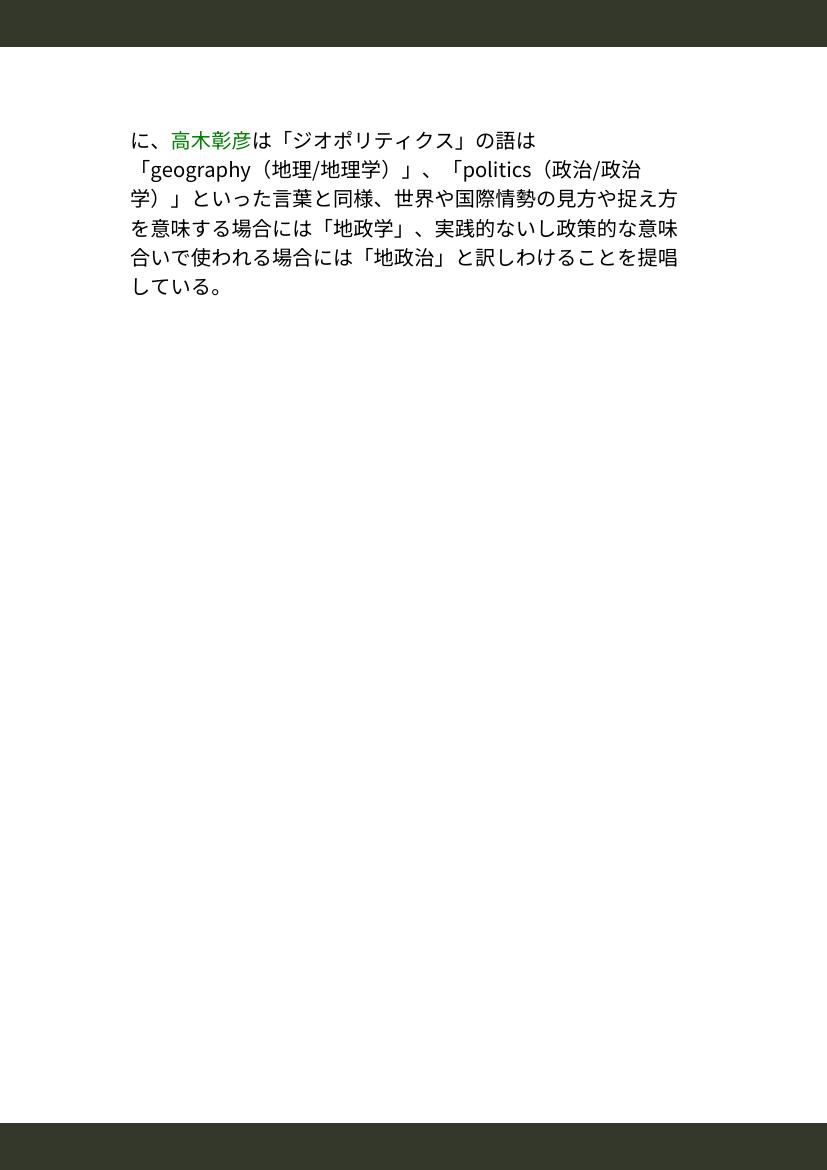 に、高木彰彦は「ジオポリティクス」の語は
「geography（地理/地理学）」、「politics（政治/政治
学）」といった言葉と同様、世界や国際情勢の見方や捉え方
を意味する場合には「地政学」、実践的ないし政策的な意味
合いで使われる場合には「地政治」と訳しわけることを提唱
している。